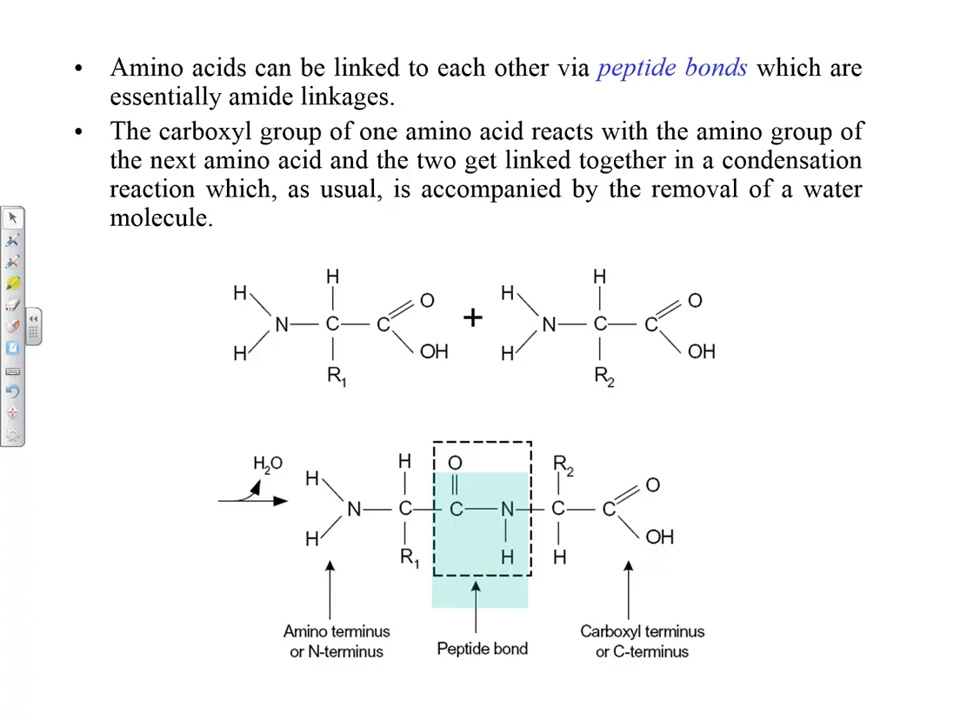 • Amino acids can be linked to each other via peptide bonds which are
essentially amide linkages.
• The carboxyl group of one amino acid reacts with the amino group of
the next amino acid and the two get linked together in a condensation
reaction which, as usual, is accompanied by the removal of a water
molecule.
H H
H O H O
N C C + N C C
H OH H OH
R₁ R₂
H₂O H H O R₂ O
N C C N C C
H R₁ H H OH
Amino terminus
or N-terminus
Peptide bond
Carboxyl terminus
or C-terminus